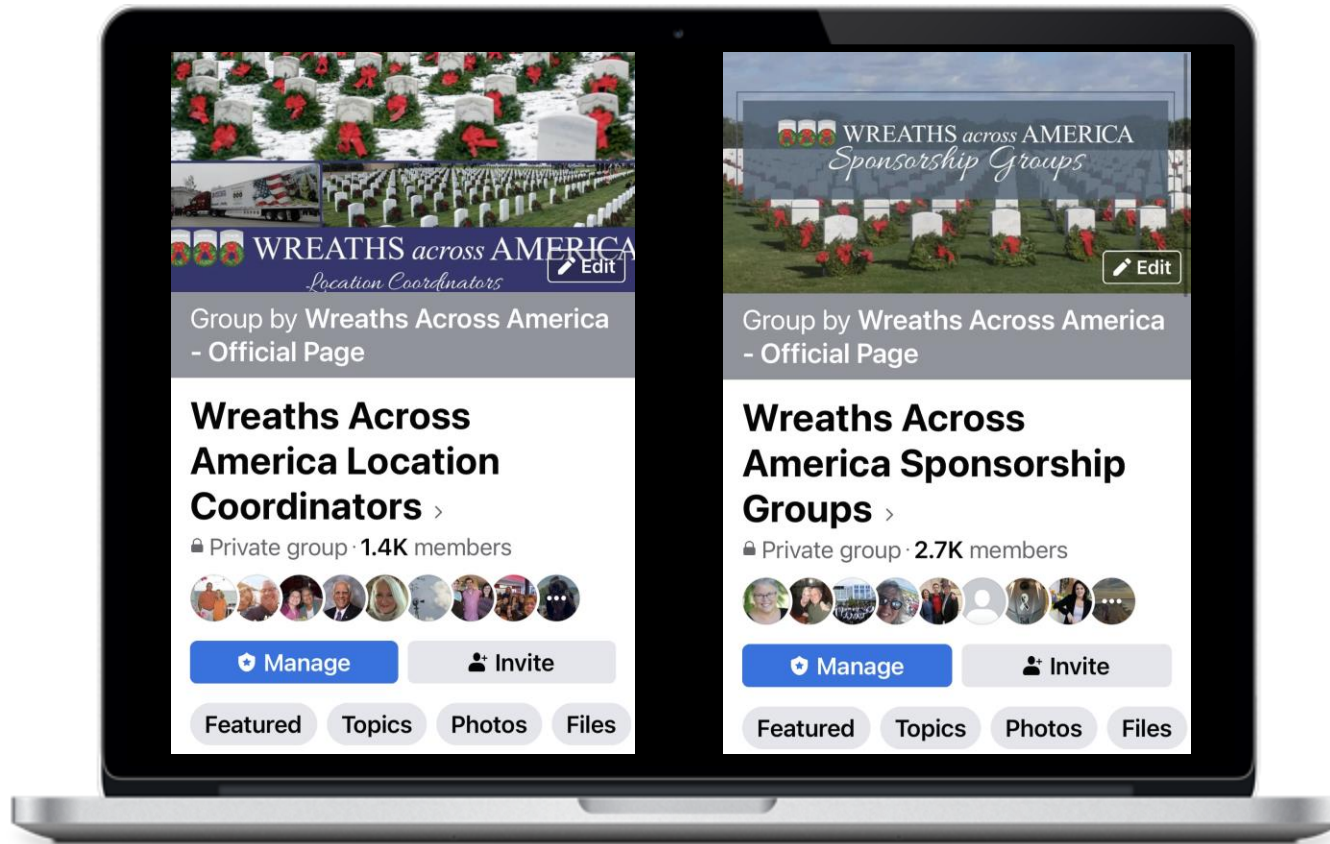 WREATHS across AMERICA
Location Coordinators
Edit
Group by Wreaths Across America
- Official Page
Wreaths Across
America Location
Coordinators >
Private group · 1.4K members
Manage
Invite
Featured
Topics
Photos
Files
WREATHS across AMERICA
Sponsorship Groups
Edit
Group by Wreaths Across America
- Official Page
Wreaths Across
America Sponsorship
Groups >
Private group · 2.7K members
Manage
Invite
Featured
Topics
Photos
Files